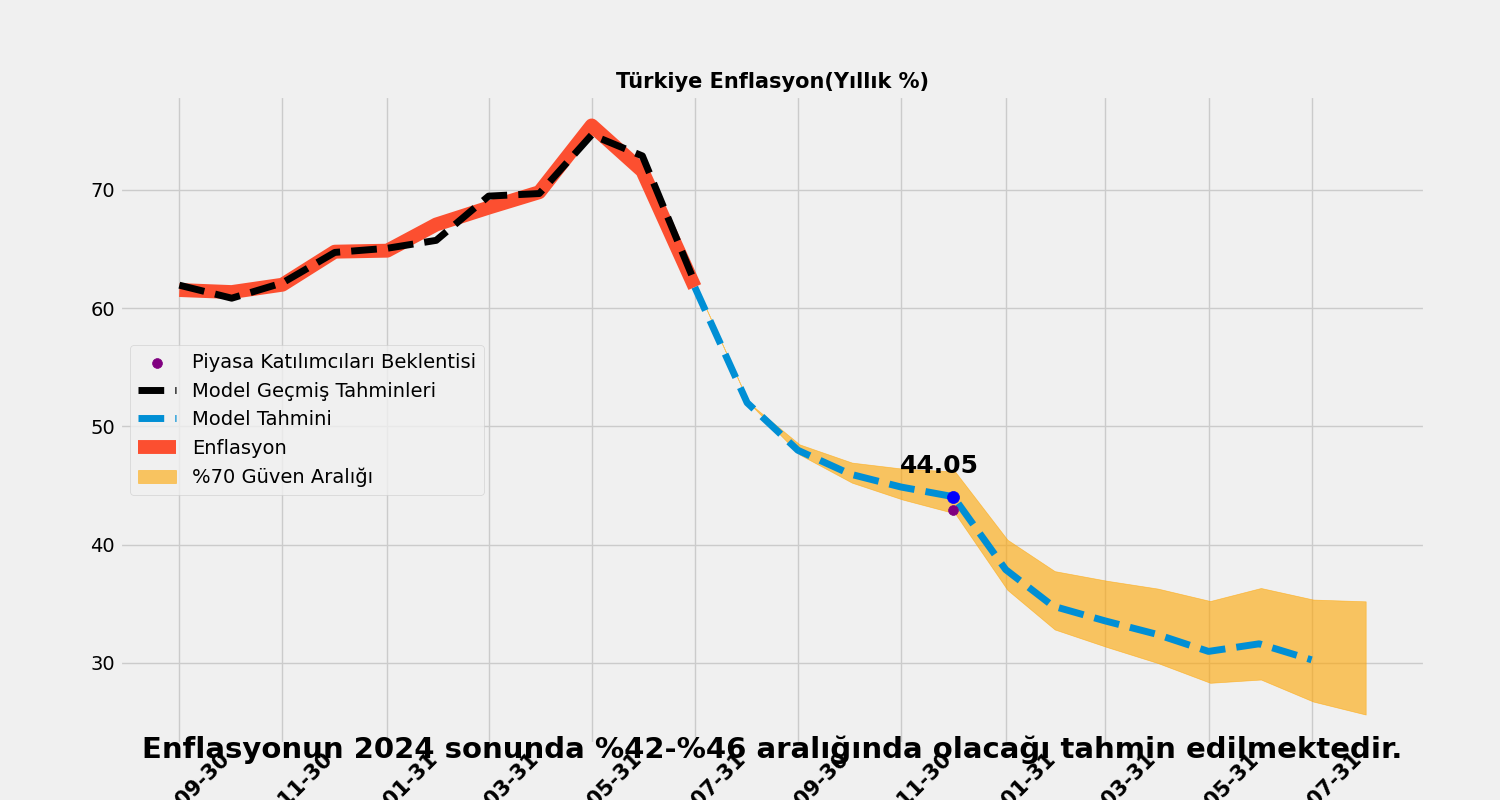 Türkiye Enflasyon(Yıllık %)
70
60
50
40
30
Piyasa Katılımcıları Beklentisi
Model Geçmiş Tahminleri
Model Tahmini
Enflasyon
%70 Güven Aralığı
44.05
Enflasyonun 2024 sonunda %42-%46 aralığında olacağı tahmin edilmektedir.
09-30
11-30
01-31
03-31
05-31
07-31
09-30
11-30
01-31
03-31
05-31
07-31